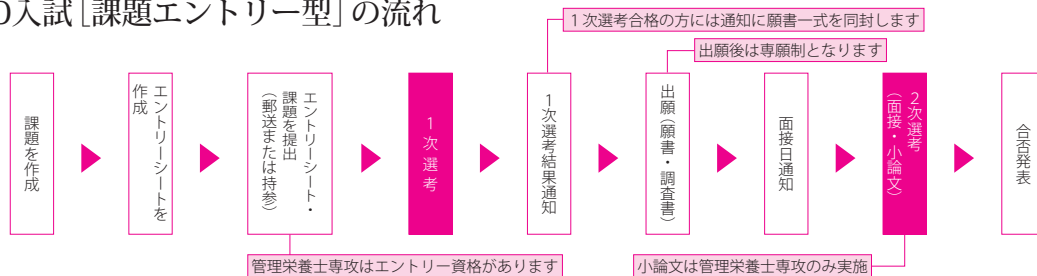 O入試［課題エントリー型］の流れ
1次選考合格の方には通知に願書一式を同封します
出願後は専願制となります
課題を作成
エントリーシートを
作成
エントリーシート・
課題を提出
（郵送または持参）
1次選考
1次選考結果通知
出願（願書・調査書）
面接日通知
2次選考
（面接・小論文）
合否発表
管理栄養士専攻はエントリー資格があります
小論文は管理栄養士専攻のみ実施